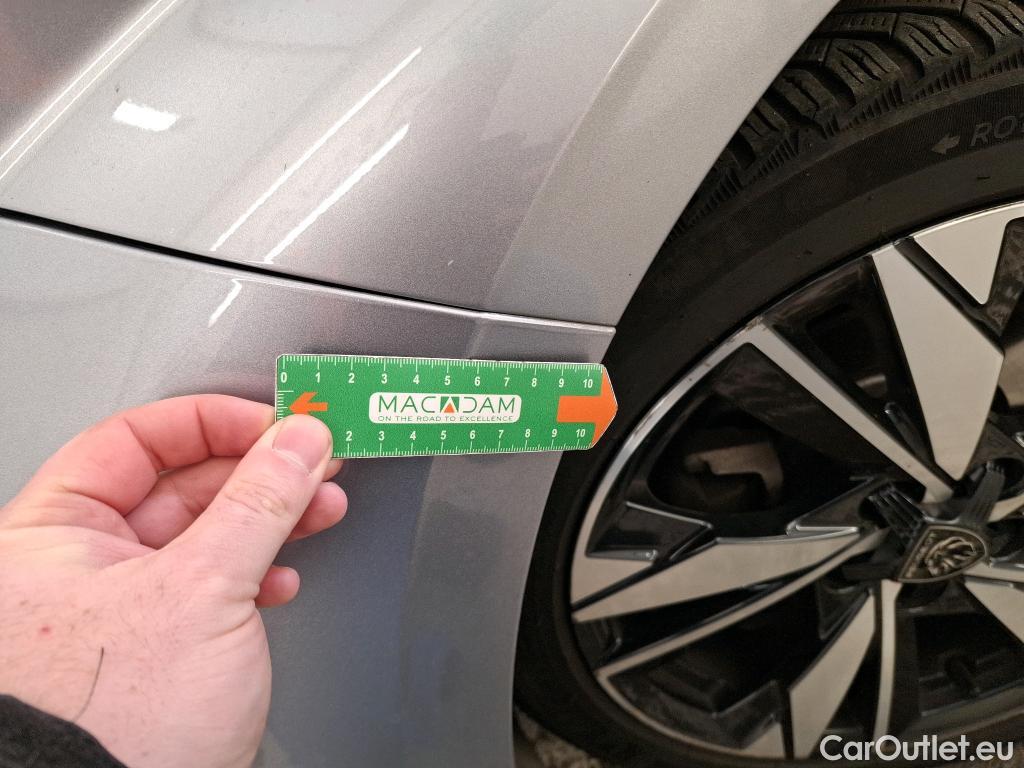 ROT
0 1 2 3 4 5 6 7 8 9 10
MACADAM
ON THE ROAD TO EXCELLENCE
2 3 4 5 6 7 8 9 10
CarOutlet.eu